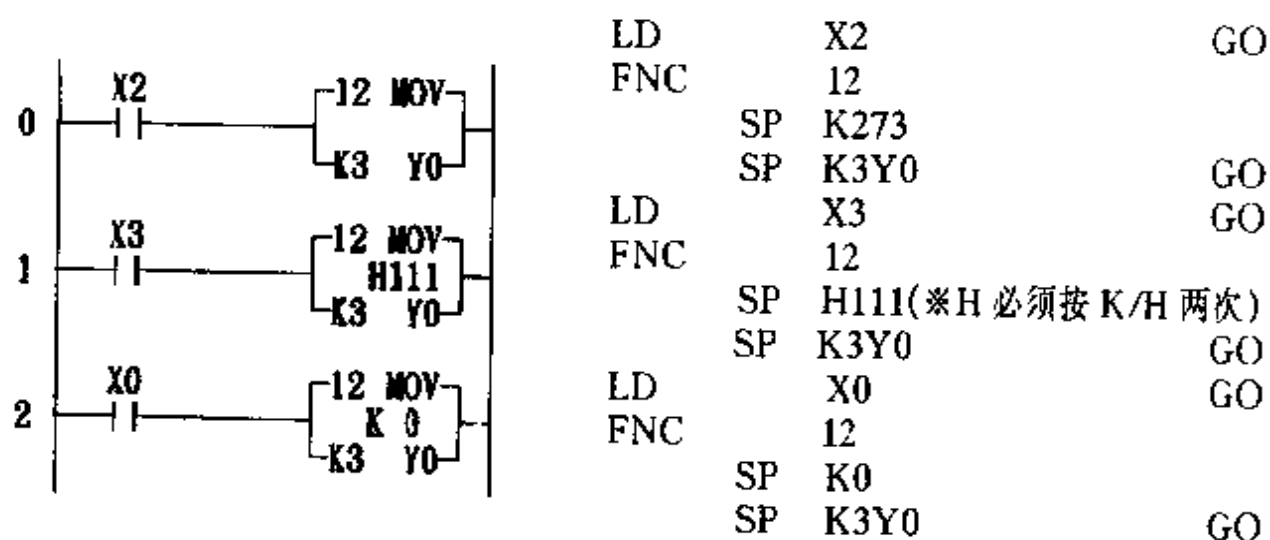 X2
12 MOV
0
K3 Y0
X3
12 MOV
1
H111
K3 Y0
X0
12 MOV
2
K 0
K3 Y0
LD X2 GO
FNC 12
SP K273
SP K3Y0 GO
LD X3 GO
FNC 12
SP H111(※H 必须按 K/H 两次)
SP K3Y0 GO
LD X0 GO
FNC 12
SP K0
SP K3Y0 GO